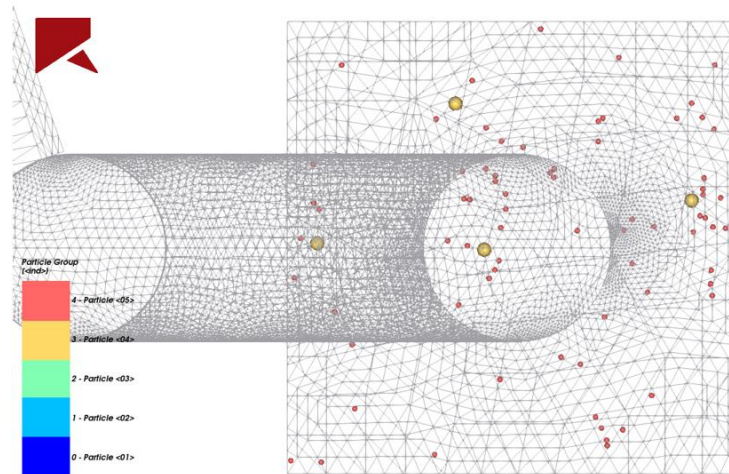 Particle Group
(<ind>)
4 - Particle <05>
3 - Particle <04>
2 - Particle <03>
1 - Particle <02>
0 - Particle <01>